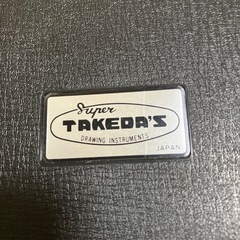 Super
TAKEDA'S
DRAWING INSTRUMENTS
JAPAN